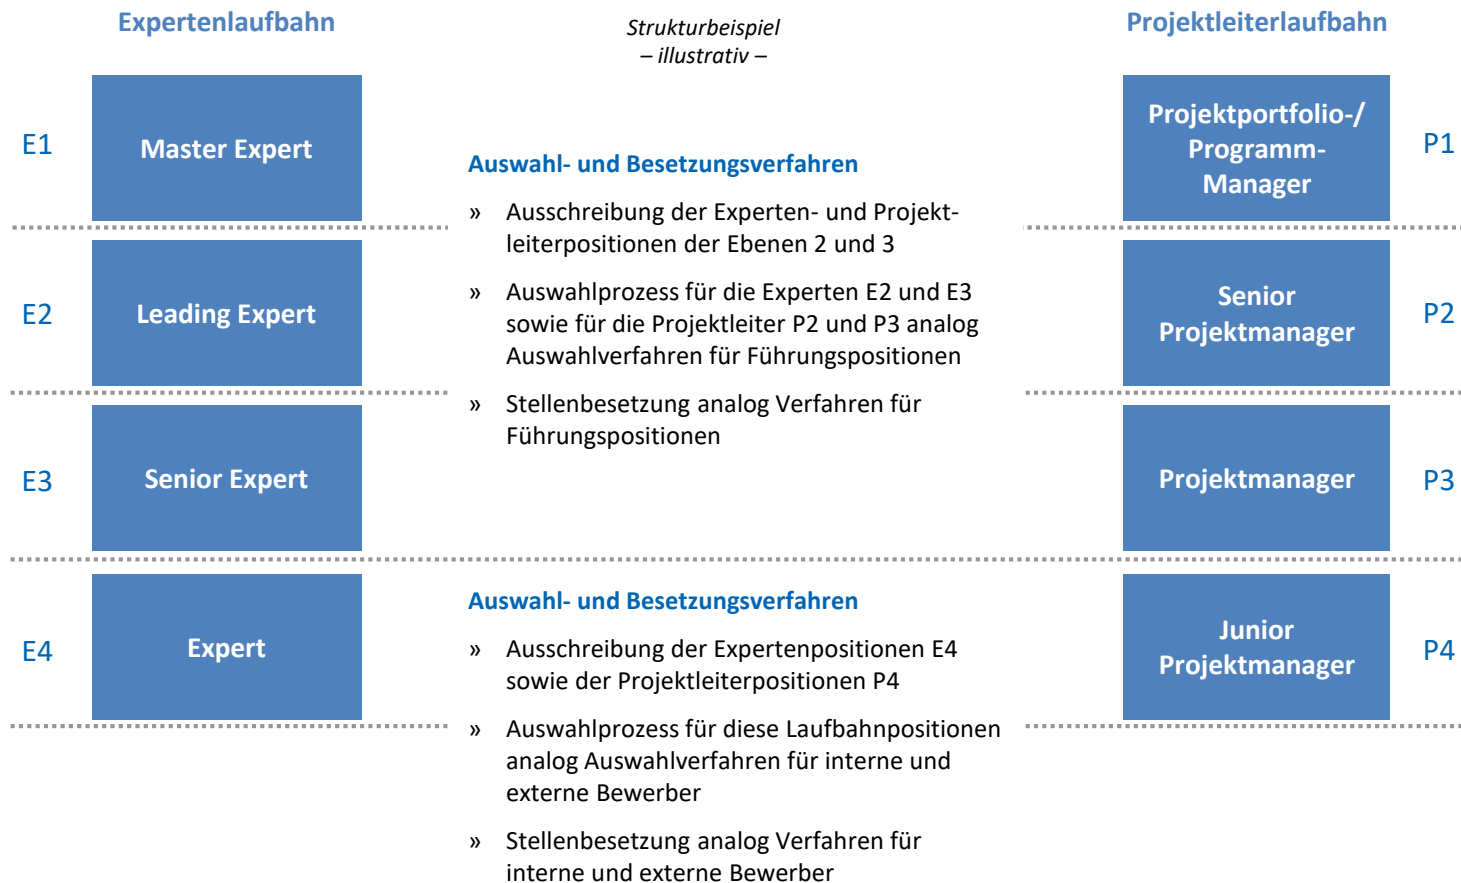 Expertenlaufbahn
Strukturbeispiel
– illustrativ –
Projektleiterlaufbahn
E1
Master Expert
E2
Leading Expert
E3
Senior Expert
E4
Expert
Auswahl- und Besetzungsverfahren
» Ausschreibung der Experten- und Projekt-
leiterpositionen der Ebenen 2 und 3
» Auswahlprozess für die Experten E2 und E3
sowie für die Projektleiter P2 und P3 analog
Auswahlverfahren für Führungspositionen
» Stellenbesetzung analog Verfahren für
Führungspositionen
Auswahl- und Besetzungsverfahren
» Ausschreibung der Expertenpositionen E4
sowie der Projektleiterpositionen P4
» Auswahlprozess für diese Laufbahnpositionen
analog Auswahlverfahren für interne und
externe Bewerber
» Stellenbesetzung analog Verfahren für
interne und externe Bewerber
Projektportfolio-/
Programm-
Manager
P1
Senior
Projektmanager
P2
Projektmanager
P3
Junior
Projektmanager
P4